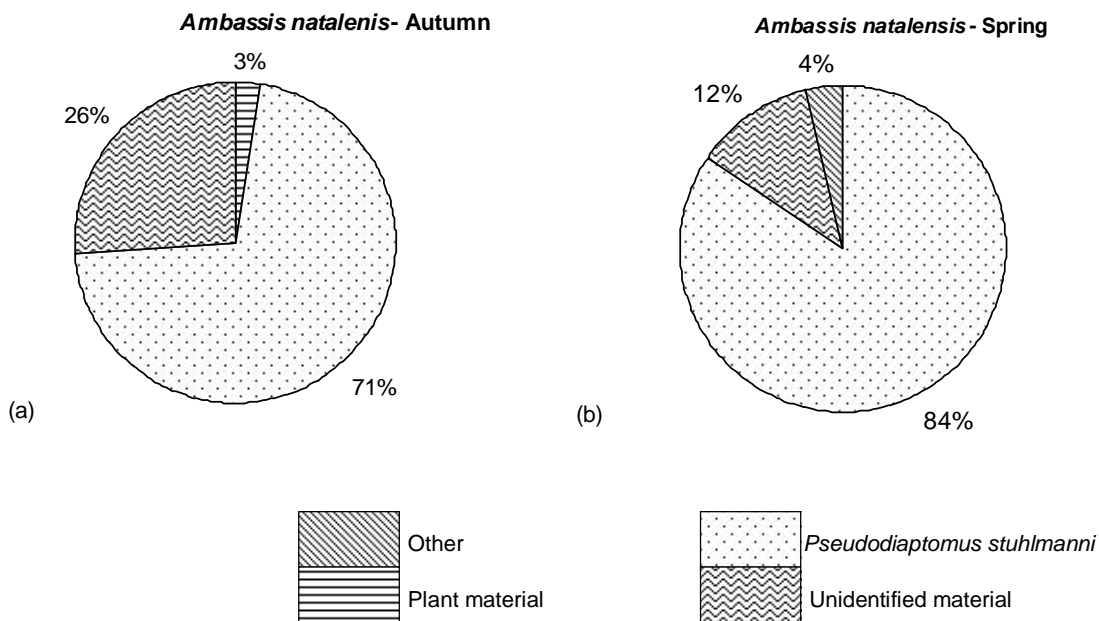 Ambassis natalenis- Autumn
3%
26%
71%
(a)
Ambassis natalensis - Spring
4%
12%
84%
(b)
Other
Plant material
Pseudodiaptomus stuhlmanni
Unidentified material